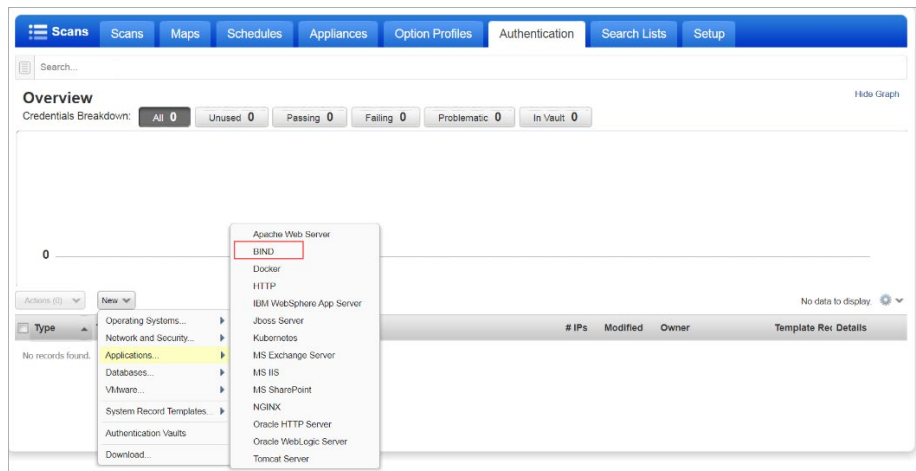 Scans Scans Maps Schedules Appliances Option Profiles Authentication Search Lists Setup
Search...
Overview
Hide Graph
Credentials Breakdown: All 0 Unused 0 Passing 0 Failing 0 Problematic 0 In Vault 0
0
Actions (0) New No data to display.
Type # IPs Modified Owner Template Rec Details
No records found.
Operating Systems...
Network and Security...
Applications...
Databases...
VMware...
System Record Templates...
Authentication Vaults
Download...
Apache Web Server
BIND
Docker
HTTP
IBM WebSphere App Server
Jboss Server
Kubernetes
MS Exchange Server
MS IIS
MS SharePoint
NGINX
Oracle HTTP Server
Oracle WebLogic Server
Tomcat Server